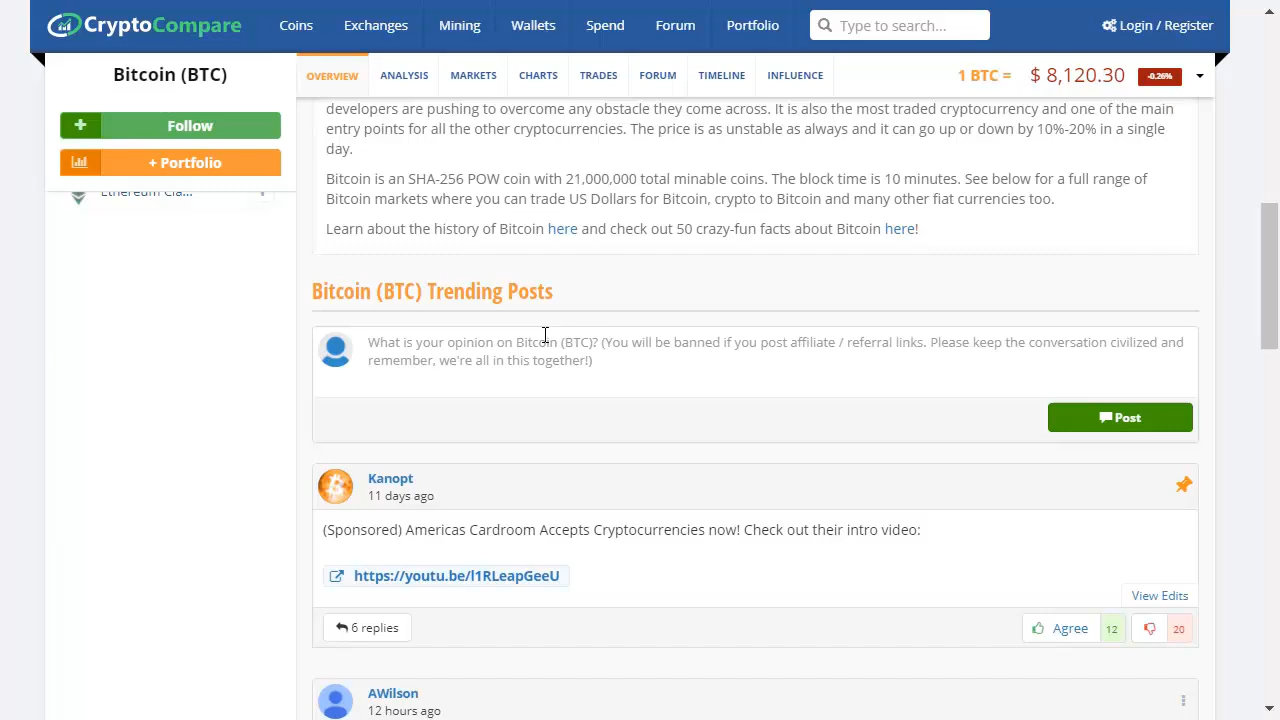 CryptoCompare
Coins
Exchanges
Mining
Wallets
Spend
Forum
Portfolio
Type to search...
Login / Register
Bitcoin (BTC)
OVERVIEW
ANALYSIS
MARKETS
CHARTS
TRADES
FORUM
TIMELINE
INFLUENCE
1 BTC = $ 8,120.30 -0.26%
+ Follow
+ Portfolio
Ethereum Cla...
developers are pushing to overcome any obstacle they come across. It is also the most traded cryptocurrency and one of the main
entry points for all the other cryptocurrencies. The price is as unstable as always and it can go up or down by 10%-20% in a single
day.
Bitcoin is an SHA-256 POW coin with 21,000,000 total minable coins. The block time is 10 minutes. See below for a full range of
Bitcoin markets where you can trade US Dollars for Bitcoin, crypto to Bitcoin and many other fiat currencies too.
Learn about the history of Bitcoin here and check out 50 crazy-fun facts about Bitcoin here!
Bitcoin (BTC) Trending Posts
What is your opinion on Bitcoin (BTC)? (You will be banned if you post affiliate / referral links. Please keep the conversation civilized and
remember, we're all in this together!)
Post
Kanopt
11 days ago
(Sponsored) Americas Cardroom Accepts Cryptocurrencies now! Check out their intro video:
https://youtu.be/l1RLeapGeeU
View Edits
6 replies
Agree 12
20
AWilson
12 hours ago